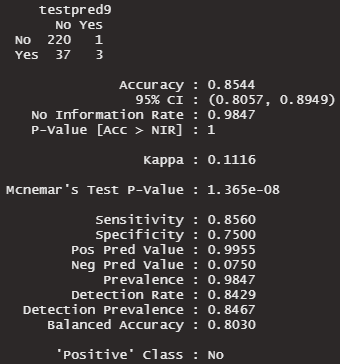 testpred9
No Yes
No 220 1
Yes 37 3
Accuracy : 0.8544
95% CI : (0.8057, 0.8949)
No Information Rate : 0.9847
P-Value [Acc > NIR] : 1
Kappa : 0.1116
Mcnemar's Test P-Value : 1.365e-08
Sensitivity : 0.8560
Specificity : 0.7500
Pos Pred Value : 0.9955
Neg Pred Value : 0.0750
Prevalence : 0.9847
Detection Rate : 0.8429
Detection Prevalence : 0.8467
Balanced Accuracy : 0.8030
'Positive' Class : No